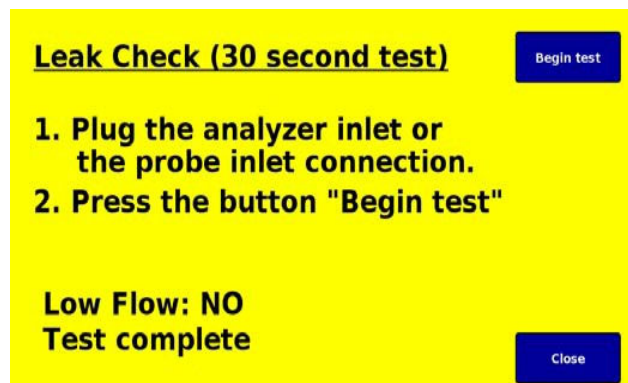 Leak Check (30 second test)
Begin test
1. Plug the analyzer inlet or
the probe inlet connection.
2. Press the button "Begin test"
Low Flow: NO
Test complete
Close